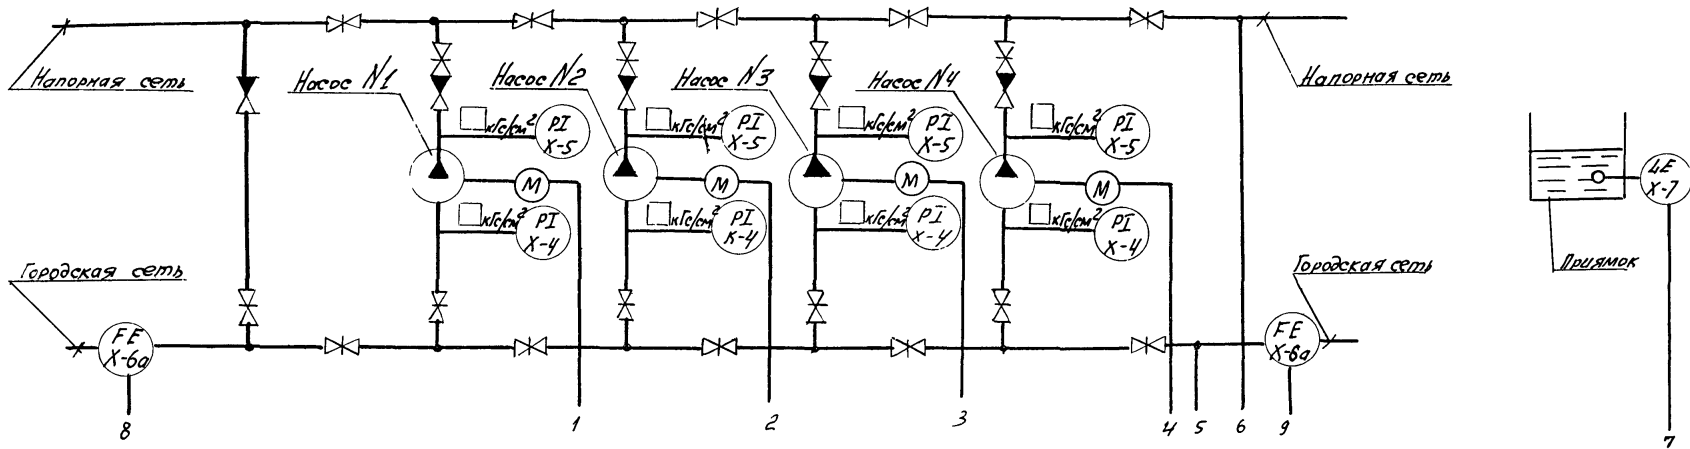 Напорная сеть
Насос N1
Насос N2
Насос N3
Насос N4
Напорная сеть
кГс/см²
PI
X-5
кГс/см²
PI
X-5
кГс/см²
PI
X-5
кГс/см²
PI
X-5
M
M
M
M
LE
X-7
кГс/см²
PI
X-4
кГс/см²
PI
К-4
кГс/см²
PI
X-4
кГс/см²
PI
X-4
Городская сеть
Городская сеть
Приямок
FE
X-6а
FE
X-6а
8
1
2
3
4
5
6
9
7